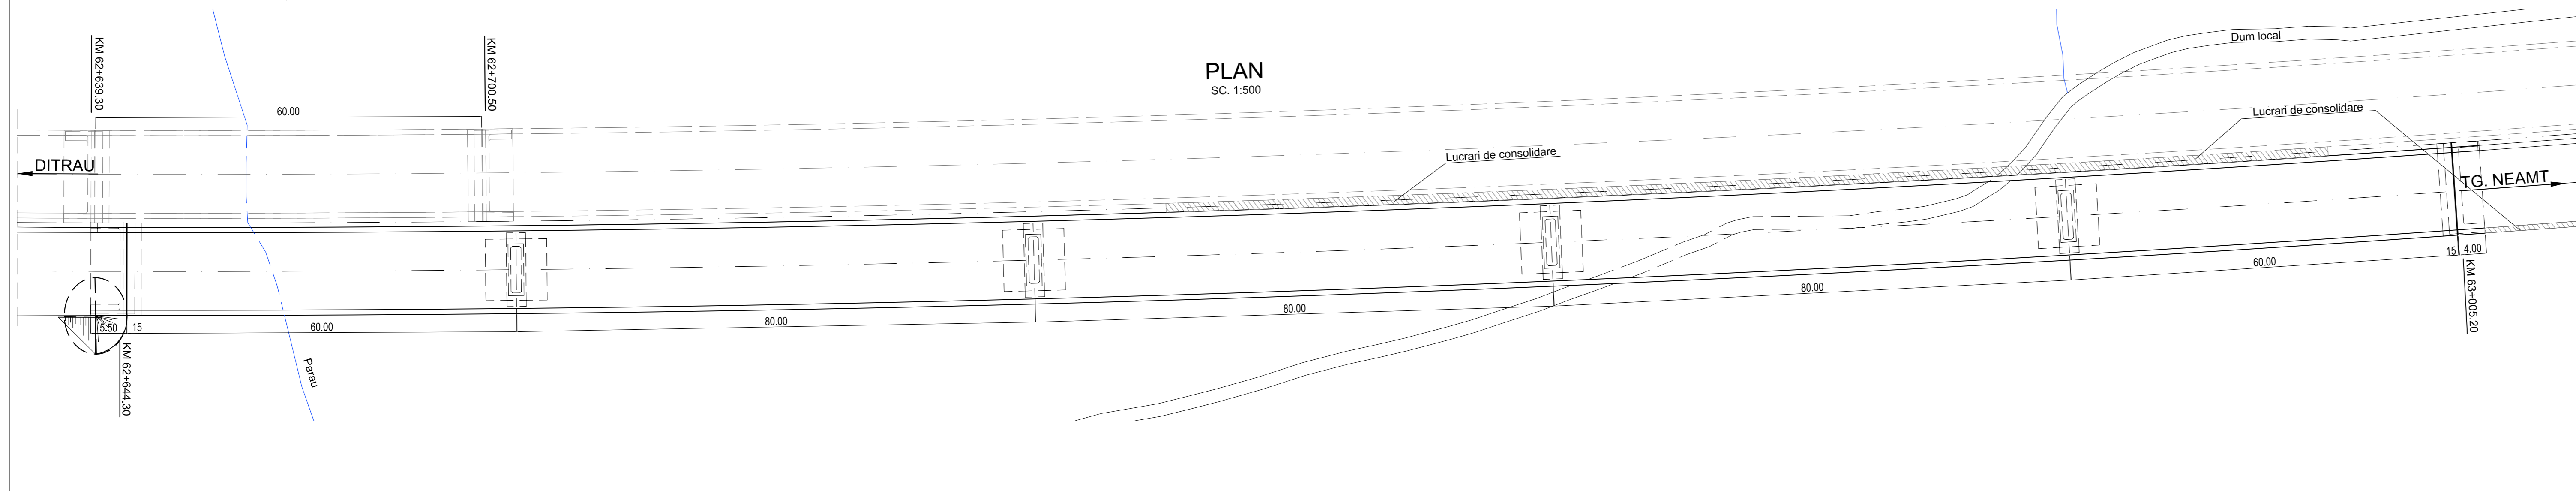 PLAN
SC. 1:500
KM 62+639.30
KM 62+700.50
60.00
DITRAU
Dum local
Lucrari de consolidare
Lucrari de consolidare
TG. NEAMT
5.50
15
60.00
80.00
80.00
80.00
60.00
15
4.00
KM 62+644.30
Parau
KM 63+005.20